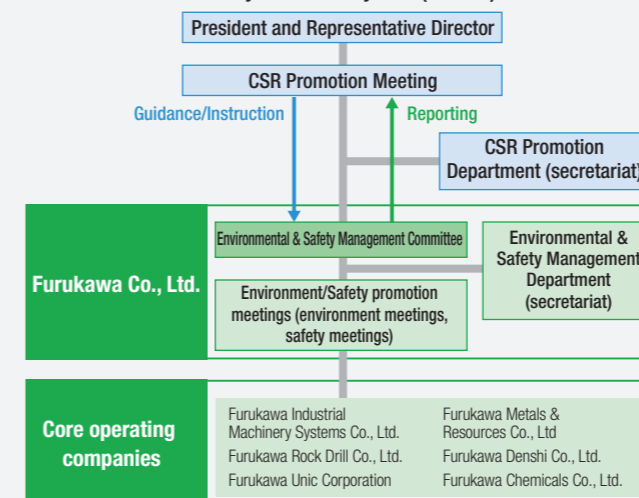 President and Representative Director
CSR Promotion Meeting
Guidance/Instruction
Reporting
CSR Promotion
Department (secretariat)
Furukawa Co., Ltd.
Environmental & Safety Management Committee
Environmental &
Safety Management
Department
(secretariat)
Environment/Safety promotion
meetings (environment meetings,
safety meetings)
Core operating
companies
Furukawa Industrial
Machinery Systems Co., Ltd.
Furukawa Rock Drill Co., Ltd.
Furukawa Unic Corporation
Furukawa Metals &
Resources Co., Ltd
Furukawa Denshi Co., Ltd.
Furukawa Chemicals Co., Ltd.